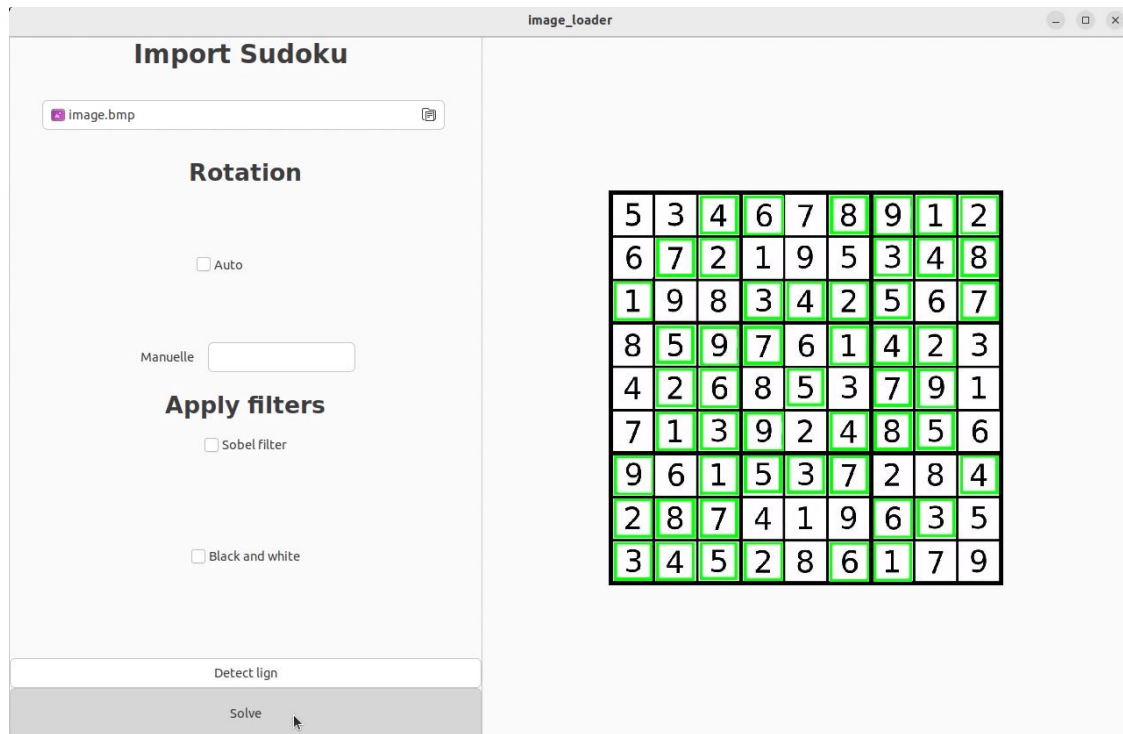 image_loader
Import Sudoku
image.bmp
Rotation
Auto
Manuelle
Apply filters
Sobel filter
Black and white
Detect lign
Solve
5 3 4 6 7 8 9 1 2
6 7 2 1 9 5 3 4 8
1 9 8 3 4 2 5 6 7
8 5 9 7 6 1 4 2 3
4 2 6 8 5 3 7 9 1
7 1 3 9 2 4 8 5 6
9 6 1 5 3 7 2 8 4
2 8 7 4 1 9 6 3 5
3 4 5 2 8 6 1 7 9